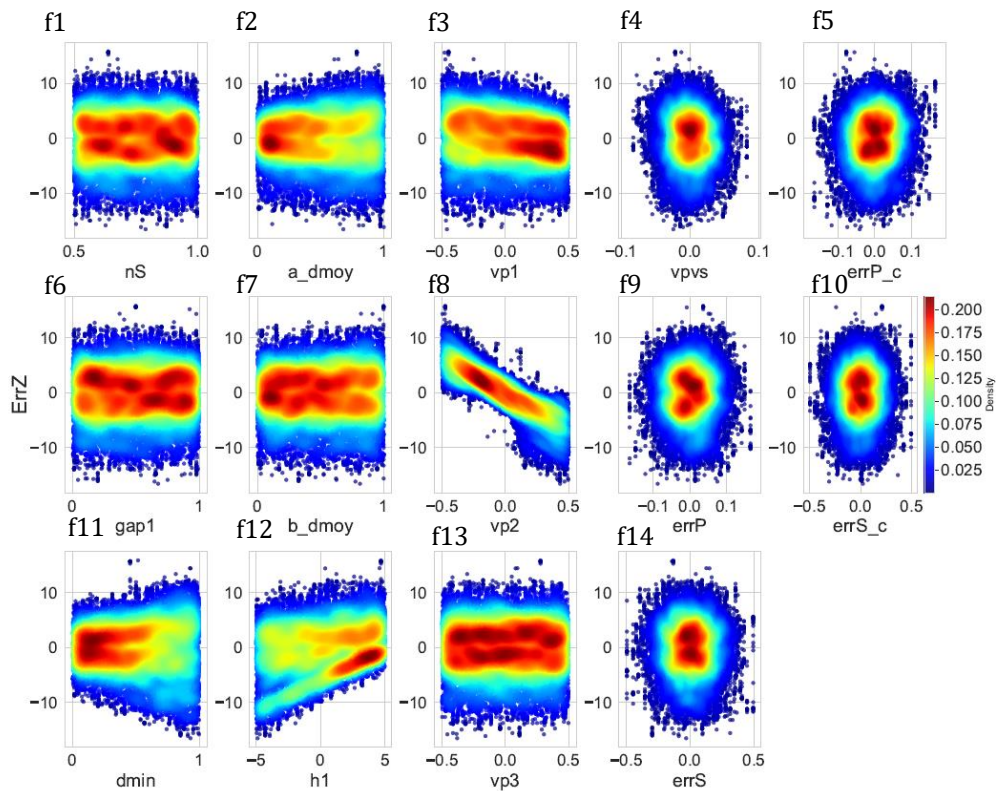 f1 f2 f3 f4 f5
10 10 10 10 10
0 0 0 0 0
−10 −10 −10 −10 −10
0.5 1.0 0 1 −0.5 0.0 0.5 −0.1 0.0 0.1 −0.1 0.0 0.1
nS a_dmoy vp1 vpvs errP_c
f6 f7 f8 f9 f10
10 10 10 10 10
0 0 0 0 0
−10 −10 −10 −10 −10
0 1 0 1 −0.5 0.0 0.5 −0.1 0.0 0.1 −0.5 0.0 0.5
gap1 b_dmoy vp2 errP errS_c
ErrZ
0.200
0.175
0.150
0.125
0.100
0.075
0.050
0.025
Density
f11 f12 f13 f14
10 10 10 10
0 0 0 0
−10 −10 −10 −10
0 1 −5 0 5 −0.5 0.0 0.5 −0.5 0.0 0.5
dmin h1 vp3 errS